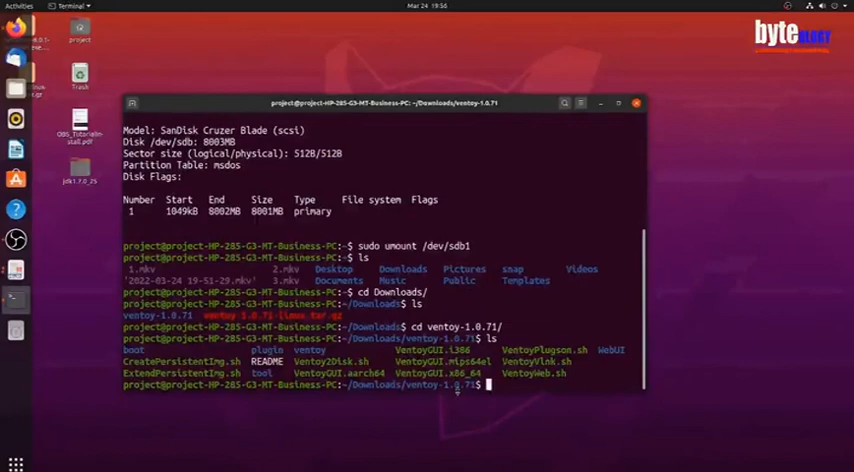 Activities Terminal Mar 24 19:56
byte OLOGY
project
Trash
OBS_Tutorialin
stall.pdf
jdk1.7.0_25
project@project-HP-285-G3-MT-Business-PC: ~/Downloads/ventoy-1.0.71
Model: SanDisk Cruzer Blade (scsi)
Disk /dev/sdb: 8003MB
Sector size (logical/physical): 512B/512B
Partition Table: msdos
Disk Flags:
Number Start End Size Type File system Flags
1 1049kB 8002MB 8001MB primary
project@project-HP-285-G3-MT-Business-PC:~$ sudo umount /dev/sdb1
project@project-HP-285-G3-MT-Business-PC:~$ ls
1.mkv 2.mkv Desktop Downloads Pictures snap Videos
'2022-03-24 19-51-29.mkv' 3.mkv Documents Music Public Templates
project@project-HP-285-G3-MT-Business-PC:~$ cd Downloads/
project@project-HP-285-G3-MT-Business-PC:~/Downloads$ ls
ventoy-1.0.71 ventoy-1.0.71-linux.tar.gz
project@project-HP-285-G3-MT-Business-PC:~/Downloads$ cd ventoy-1.0.71/
project@project-HP-285-G3-MT-Business-PC:~/Downloads/ventoy-1.0.71$ ls
boot plugin ventoy VentoyGUI.i386 VentoyPlugson.sh WebUI
CreatePersistentImg.sh README Ventoy2Disk.sh VentoyGUI.mips64el VentoyVlnk.sh
ExtendPersistentImg.sh tool VentoyGUI.aarch64 VentoyGUI.x86_64 VentoyWeb.sh
project@project-HP-285-G3-MT-Business-PC:~/Downloads/ventoy-1.0.71$